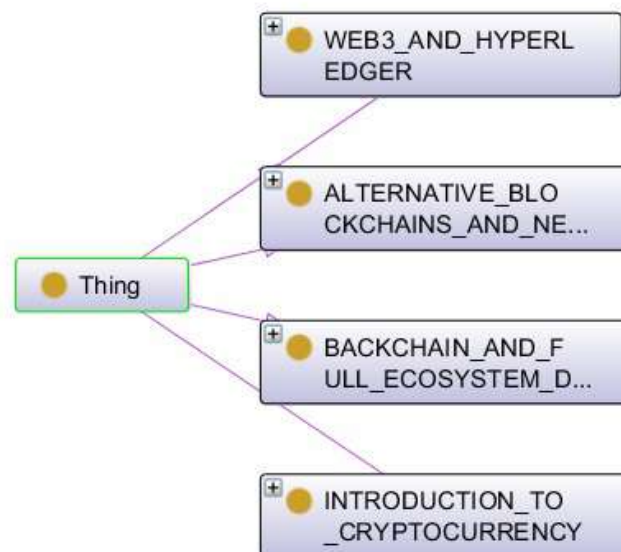 WEB3_AND_HYPERL
EDGER
ALTERNATIVE_BLO
CKCHAINS_AND_NE...
Thing
BACKCHAIN_AND_F
ULL_ECOSYSTEM_D...
INTRODUCTION_TO
_CRYPTOCURRENCY